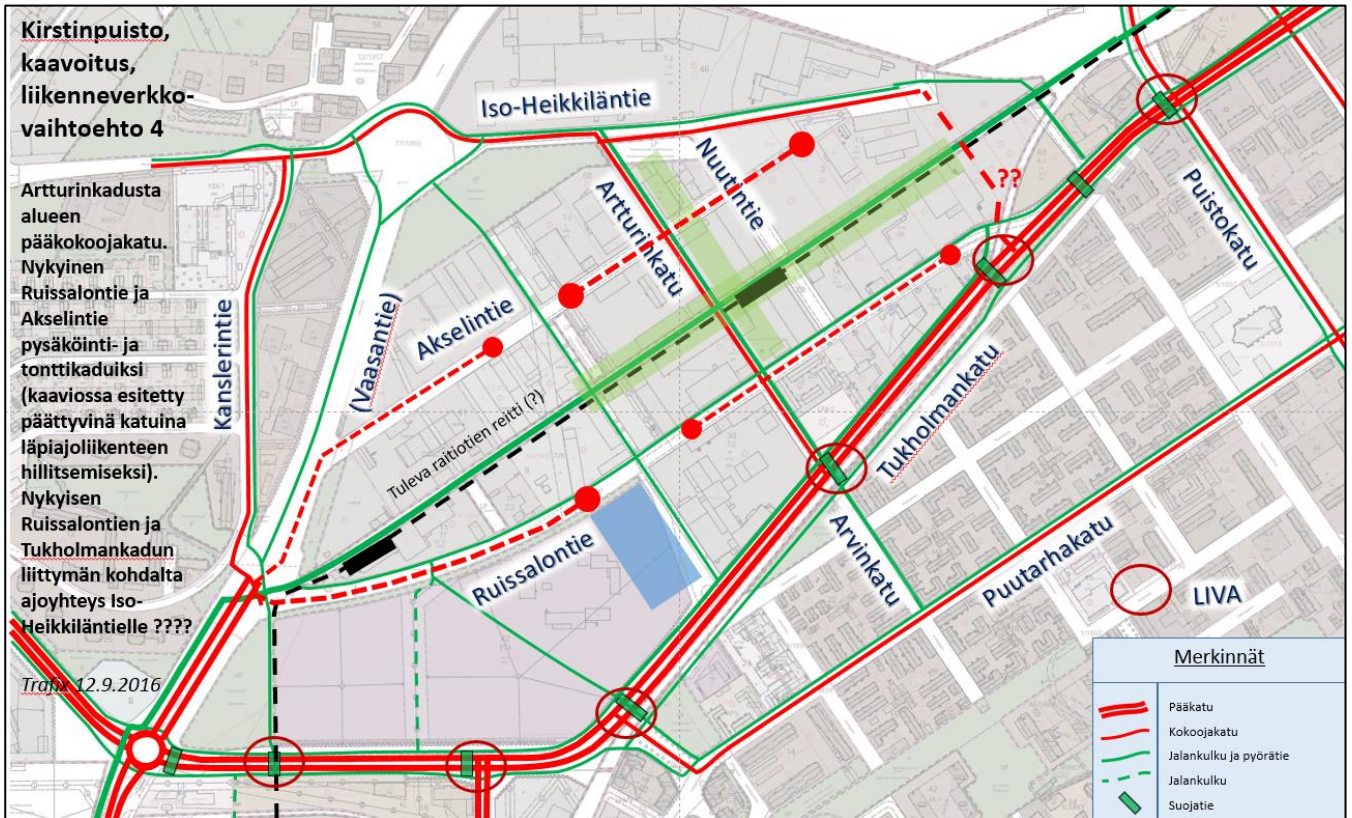 Kirstinpuisto,
kaavoitus,
liikenneverkko-
vaihtoehto 4
Artturinkadusta
alueen
pääkokoojakatu.
Nykyinen
Ruissalontie ja
Akselintie
pysäköinti- ja
tonttikaduiksi
(kaaviossa esitetty
päättyvinä katuina
läpiajoliikenteen
hillitsemiseksi).
Nykyisen
Ruissalontien ja
Tukholmankadun
liittymän kohdalta
ajoyhteys Iso-
Heikkiläntielle ????
Trafix 12.9.2016
Iso-Heikkiläntie
Nuutintie
Artturinkatu
??
Puistokatu
Kanslerintie
(Vaasantie)
Akselintie
Tuleva raitiotien reitti (?)
Tukholmankatu
Ruissalontie
Arvinkatu
Puutarhakatu
LIVA
Merkinnät
Pääkatu
Kokoojakatu
Jalankulku ja pyörätie
Jalankulku
Suojatie